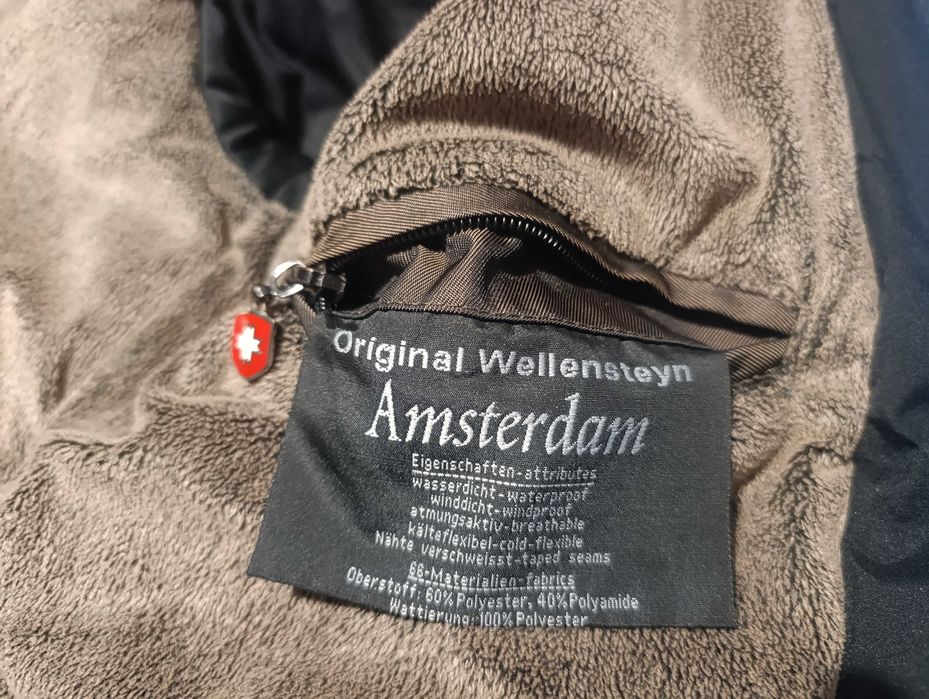 Original Wellensteyn
Amsterdam
Eigenschaften-attributes
wasserdicht-waterproof
winddicht-windproof
atmungsaktiv-breathable
kälteflexibel-cold-flexible
Nähte verschweisst-taped seams
66-Materialien-fabrics
Oberstoff: 60% Polyester, 40% Polyamide
Wattierung: 100% Polyester